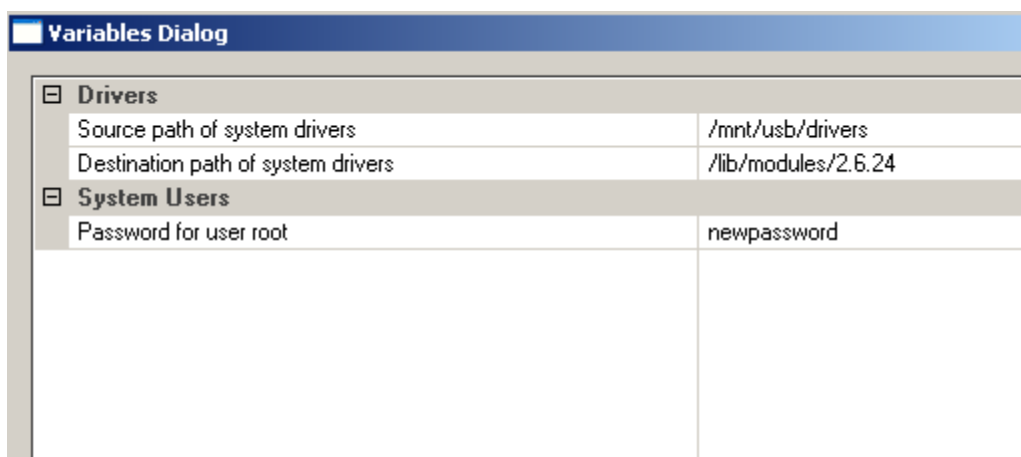 Variables Dialog
Drivers
Source path of system drivers /mnt/usb/drivers
Destination path of system drivers /lib/modules/2.6.24
System Users
Password for user root newpassword